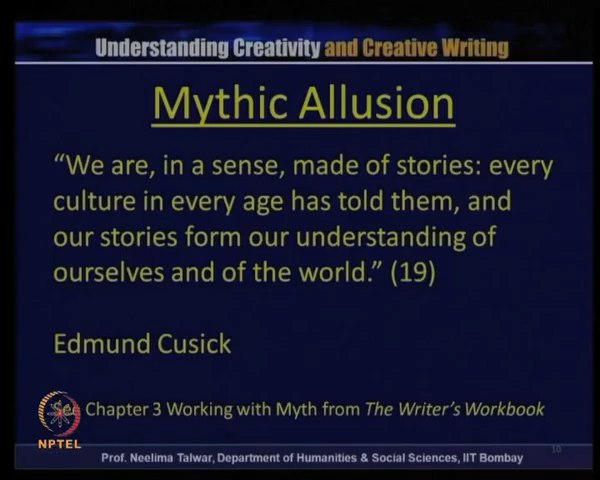 Understanding Creativity and Creative Writing
Mythic Allusion
“We are, in a sense, made of stories: every
culture in every age has told them, and
our stories form our understanding of
ourselves and of the world.” (19)
Edmund Cusick
See Chapter 3 Working with Myth from The Writer’s Workbook
NPTEL
10
Prof. Neelima Talwar, Department of Humanities & Social Sciences, IIT Bombay